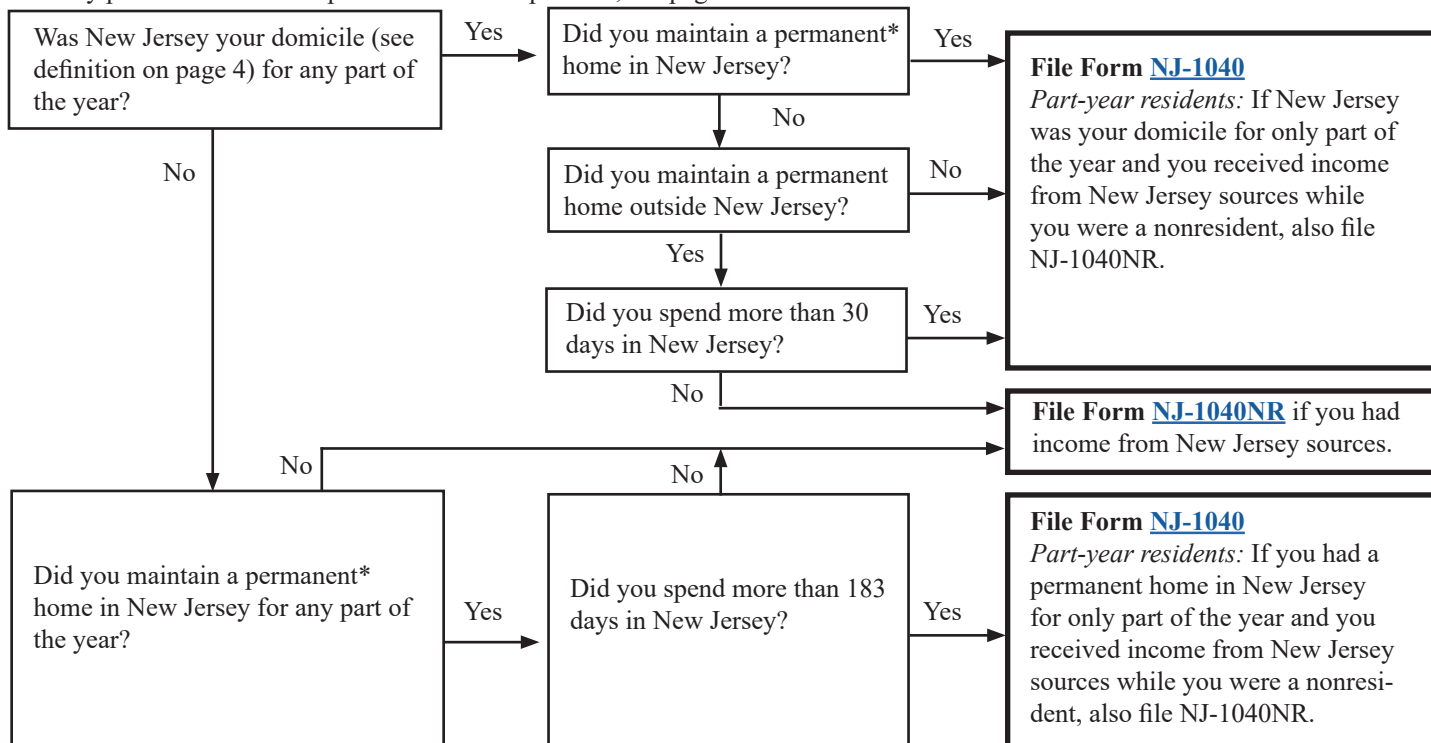 Was New Jersey your domicile (see
definition on page 4) for any part of
the year?
Yes
Did you maintain a permanent*
home in New Jersey?
Yes
File Form NJ-1040
Part-year residents: If New Jersey
was your domicile for only part of
the year and you received income
from New Jersey sources while
you were a nonresident, also file
NJ-1040NR.
No
No
Did you maintain a permanent
home outside New Jersey?
No
Yes
Did you spend more than 30
days in New Jersey?
Yes
No
File Form NJ-1040NR if you had
income from New Jersey sources.
No
No
Did you maintain a permanent*
home in New Jersey for any part of
the year?
Yes
Did you spend more than 183
days in New Jersey?
Yes
File Form NJ-1040
Part-year residents: If you had a
permanent home in New Jersey
for only part of the year and you
received income from New Jersey
sources while you were a nonresi-
dent, also file NJ-1040NR.